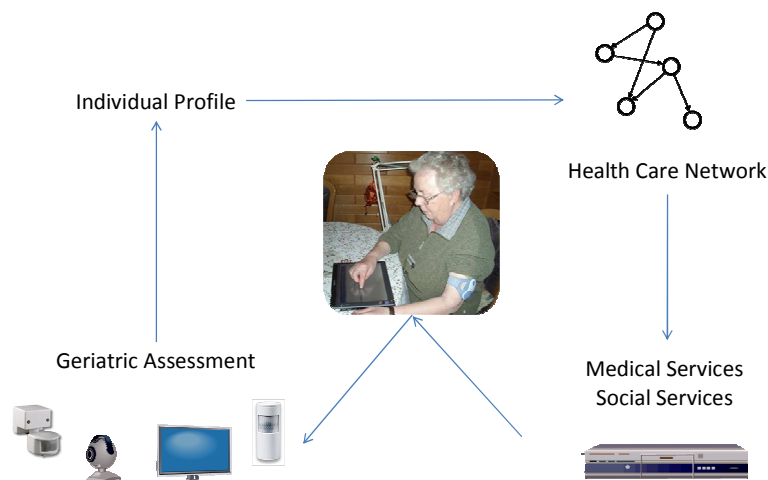 Individual Profile
Health Care Network
Geriatric Assessment
Medical Services
Social Services